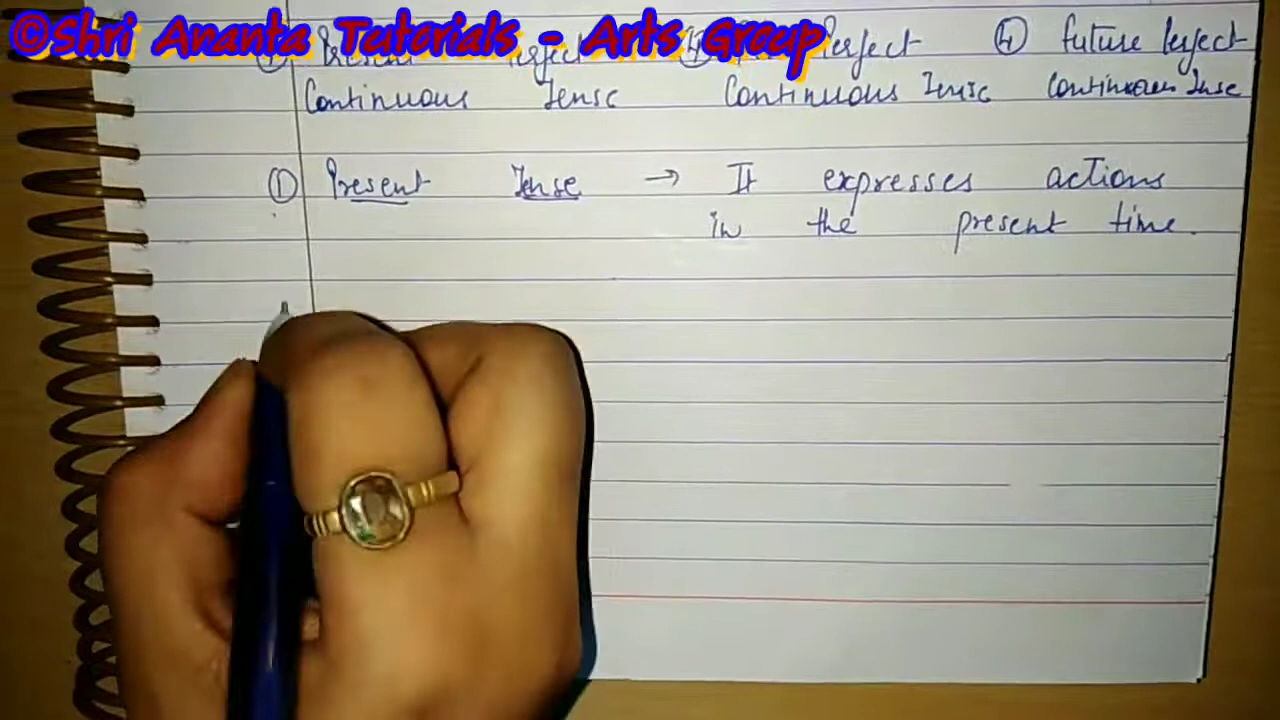 ©Shri Ananta Tutorials - Arts Group
Perfect ④ Future Perfect
Continuous Tense Continuous Tense Continuous Tense
① Present Tense → It expresses actions
in the present time.